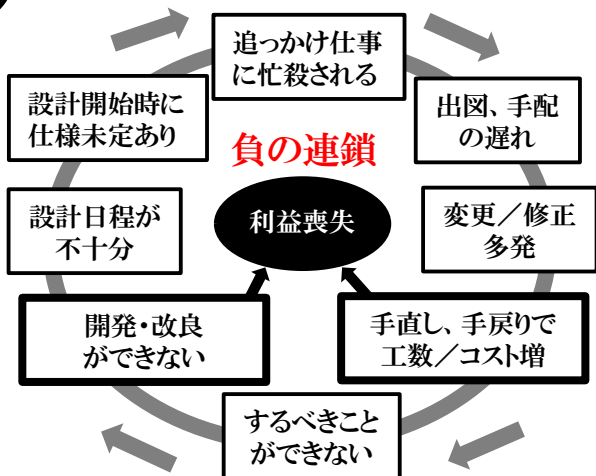 追っかけ仕事
に忙殺される
出図、手配
の遅れ
変更／修正
多発
手直し、手戻りで
工数／コスト増
するべきこと
ができない
開発・改良
ができない
設計日程が
不十分
設計開始時に
仕様未定あり
負の連鎖
利益喪失